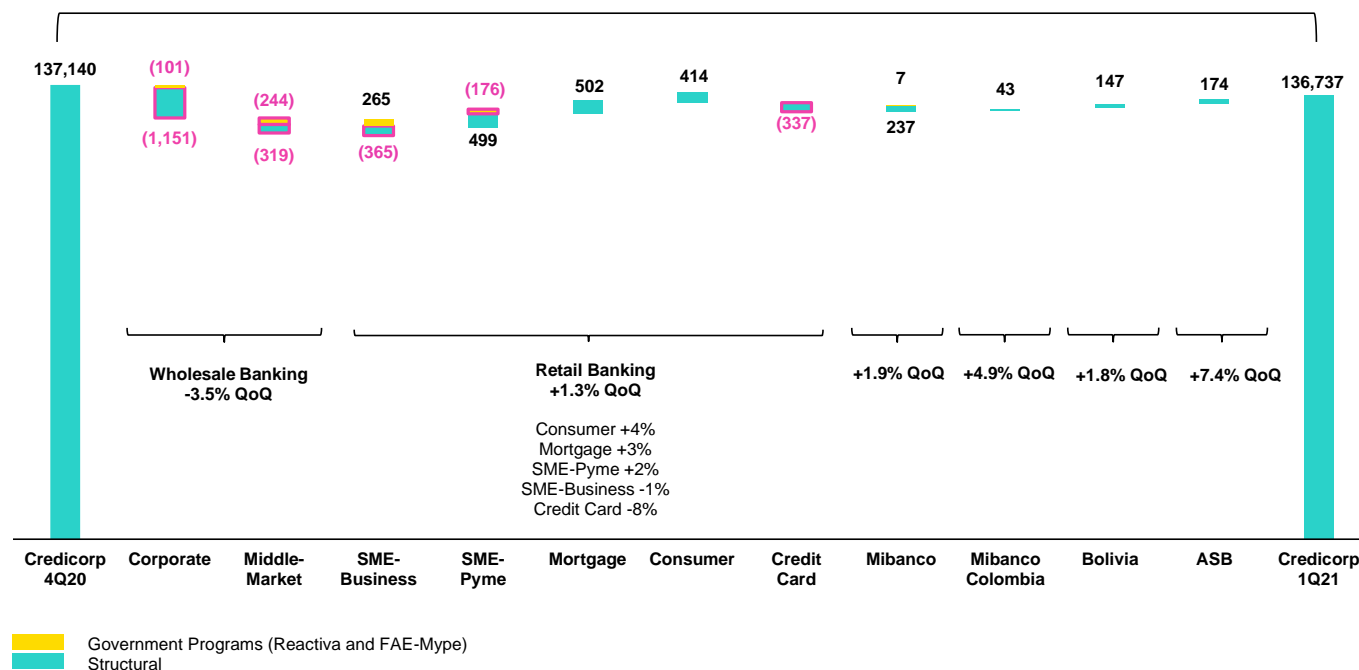 137,140
(101)
(1,151)
(244)
(319)
265
(365)
(176)
499
502
414
(337)
7
237
43
147
174
136,737
Wholesale Banking
-3.5% QoQ
Retail Banking
+1.3% QoQ
Consumer +4%
Mortgage +3%
SME-Pyme +2%
SME-Business -1%
Credit Card -8%
+1.9% QoQ
+4.9% QoQ
+1.8% QoQ
+7.4% QoQ
Credicorp
4Q20
Corporate
Middle-
Market
SME-
Business
SME-
Pyme
Mortgage
Consumer
Credit
Card
Mibanco
Mibanco
Colombia
Bolivia
ASB
Credicorp
1Q21
Government Programs (Reactiva and FAE-Mype)
Structural